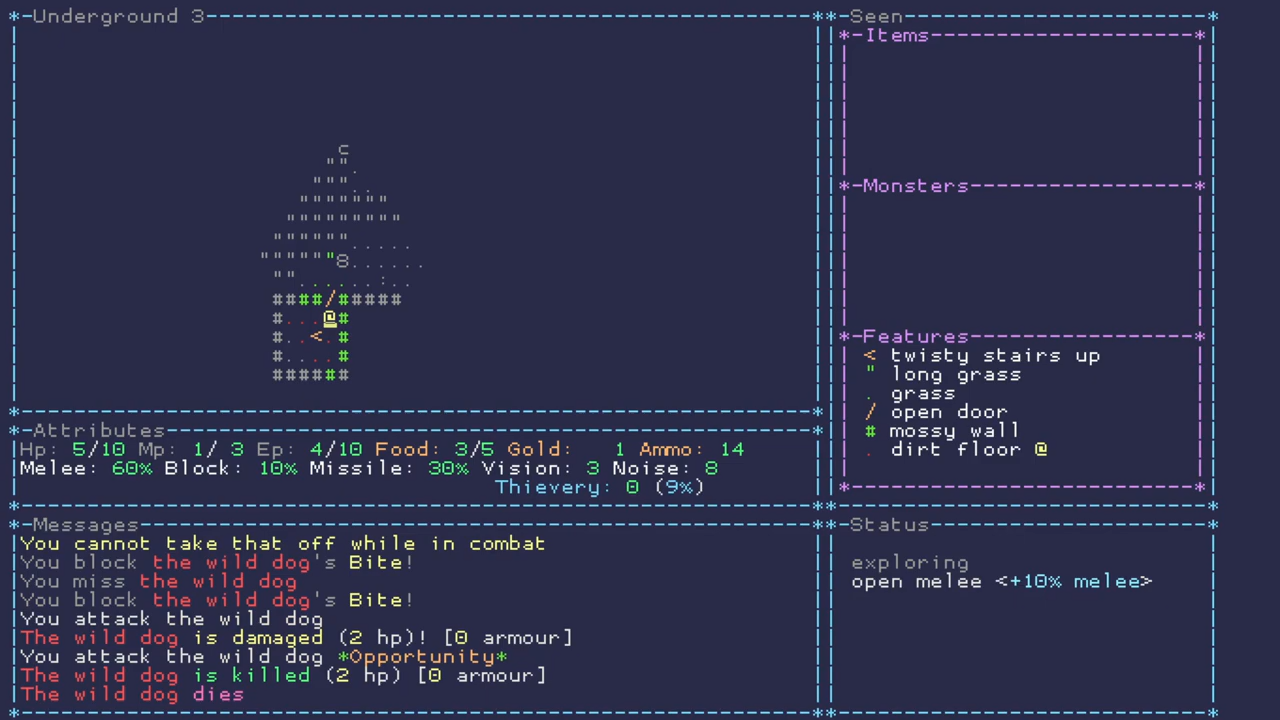 Underground 3
Seen
Items
Monsters
Features
< twisty stairs up
" long grass
. grass
/ open door
# mossy wall
. dirt floor @
c
""
""" .
""" ..
"""""""
"""""""""
"""""" .....
""""""8......
"".......:..
####/#####
#...@#
#..<.#
#....#
######
Attributes
Hp: 5/10 Mp: 1/ 3 Ep: 4/10 Food: 3/5 Gold: 1 Ammo: 14
Melee: 60% Block: 10% Missile: 30% Vision: 3 Noise: 8
Thievery: 0 (9%)
Messages
You cannot take that off while in combat
You block the wild dog's Bite!
You miss the wild dog
You block the wild dog's Bite!
You attack the wild dog
The wild dog is damaged (2 hp)! [0 armour]
You attack the wild dog *Opportunity*
The wild dog is killed (2 hp) [0 armour]
The wild dog dies
Status
exploring
open melee <+10% melee>